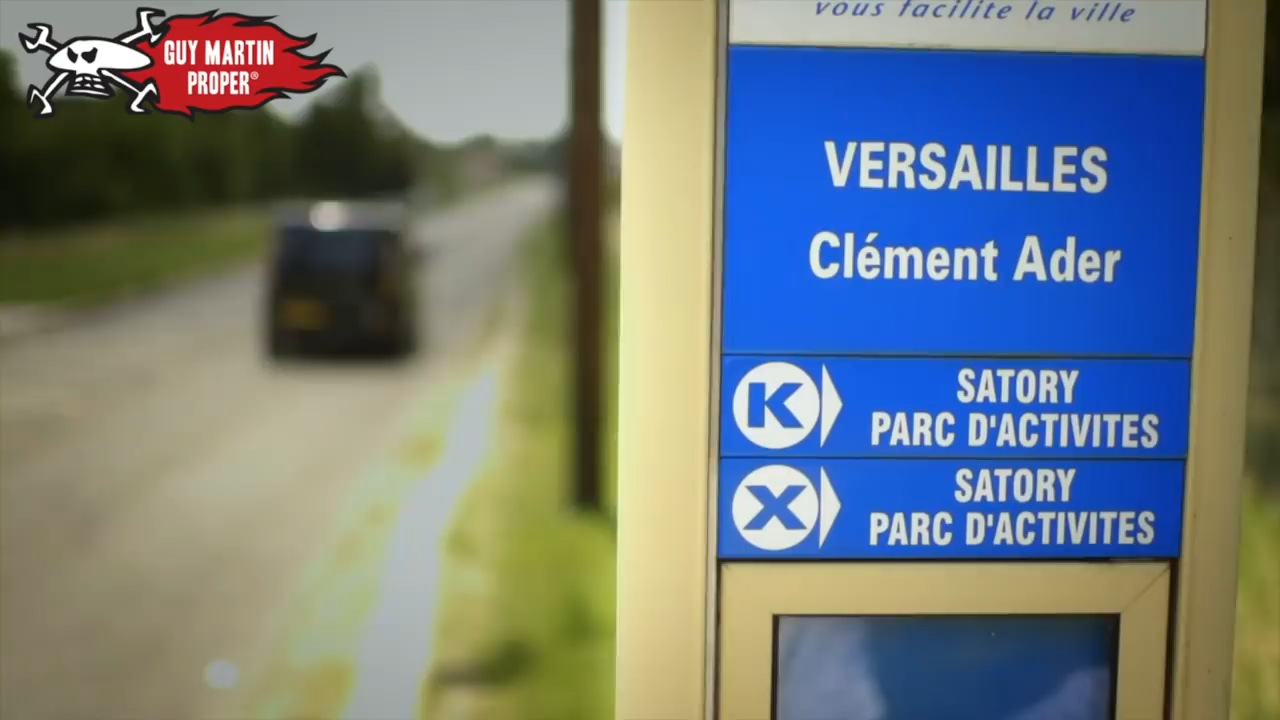 GUY MARTIN
PROPER®
vous facilite la ville
VERSAILLES
Clément Ader
K SATORY
PARC D'ACTIVITES
X SATORY
PARC D'ACTIVITES